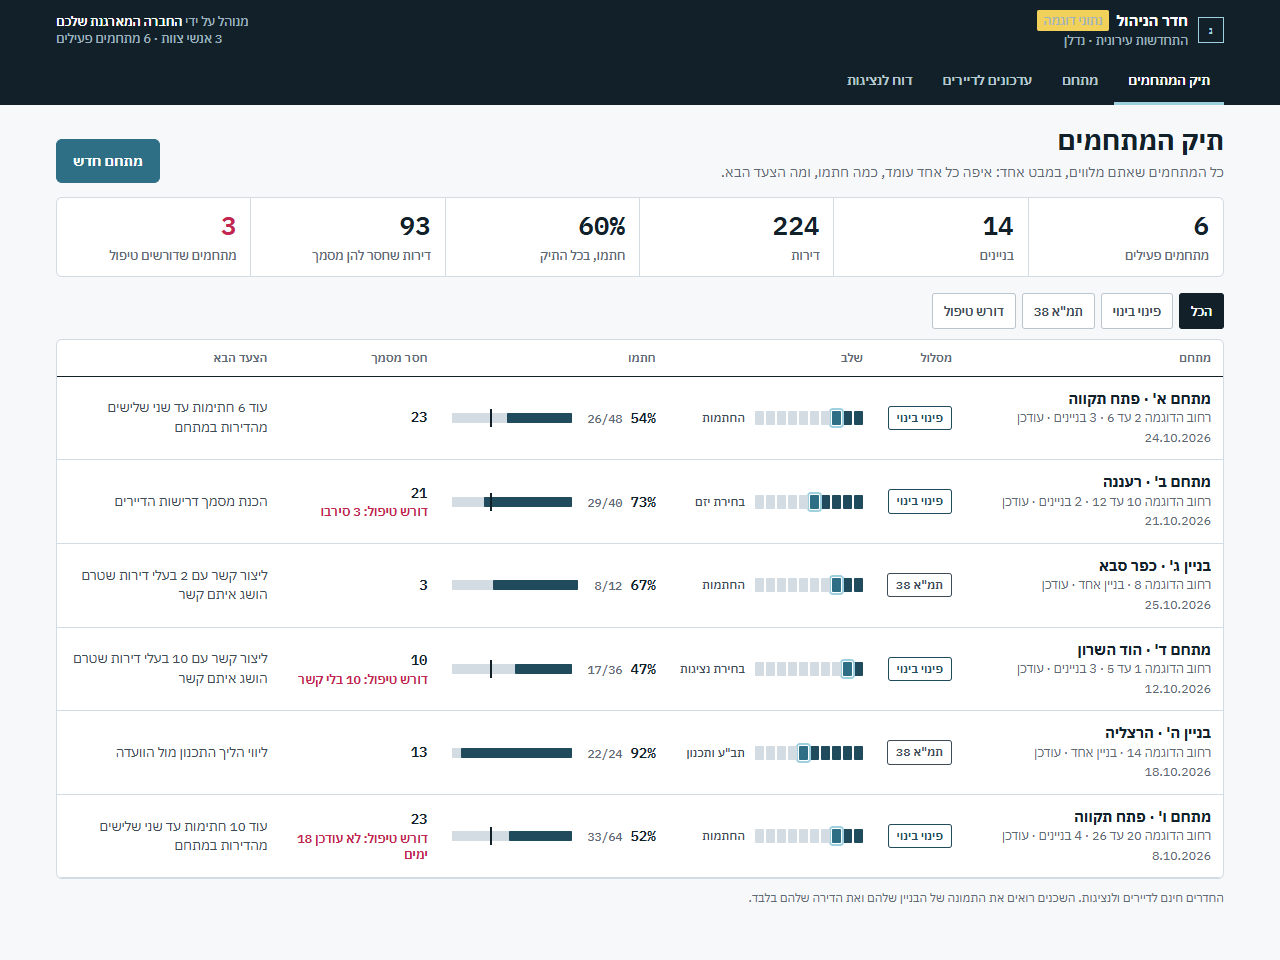 ג
חדר הניהול נתוני דוגמה
התחדשות עירונית · נדלן
מנוהל על ידי החברה המארגנת שלכם
3 אנשי צוות · 6 מתחמים פעילים
תיק המתחמים מתחם עדכונים לדיירים דוח לנציגות
תיק המתחמים
כל המתחמים שאתם מלווים, במבט אחד: איפה כל אחד עומד, כמה חתמו, ומה הצעד הבא.
מתחם חדש
6 14 224 60% 93 3
מתחמים פעילים בניינים דירות חתמו, בכל התיק דירות שחסר להן מסמך מתחמים שדורשים טיפול
הכל פינוי בינוי תמ"א 38 דורש טיפול
מתחם מסלול שלב חתמו חסר מסמך הצעד הבא
מתחם א' · פתח תקווה
רחוב הדוגמה 2 עד 6 · 3 בניינים · עודכן
24.10.2026
פינוי בינוי החתמות 54% 26/48 23
עוד 6 חתימות עד שני שלישים
מהדירות במתחם
מתחם ב' · רעננה
רחוב הדוגמה 10 עד 12 · 2 בניינים · עודכן
21.10.2026
פינוי בינוי בחירת יזם 73% 29/40 21
דורש טיפול: 3 סירבו
הכנת מסמך דרישות הדיירים
בניין ג' · כפר סבא
רחוב הדוגמה 8 · בניין אחד · עודכן
25.10.2026
תמ"א 38 החתמות 67% 8/12 3
ליצור קשר עם 2 בעלי דירות שטרם
הושג איתם קשר
מתחם ד' · הוד השרון
רחוב הדוגמה 1 עד 5 · 3 בניינים · עודכן
12.10.2026
פינוי בינוי בחירת נציגות 47% 17/36 10
דורש טיפול: 10 בלי קשר
ליצור קשר עם 10 בעלי דירות שטרם
הושג איתם קשר
בניין ה' · הרצליה
רחוב הדוגמה 14 · בניין אחד · עודכן
18.10.2026
תמ"א 38 תב"ע ותכנון 92% 22/24 13
ליווי הליך התכנון מול הוועדה
מתחם ו' · פתח תקווה
רחוב הדוגמה 20 עד 26 · 4 בניינים · עודכן
8.10.2026
פינוי בינוי החתמות 52% 33/64 23
דורש טיפול: לא עודכן 18
ימים
עוד 10 חתימות עד שני שלישים
מהדירות במתחם
החדרים חינם לדיירים ולנציגות. השכנים רואים את התמונה של הבניין שלהם ואת הדירה שלהם בלבד.